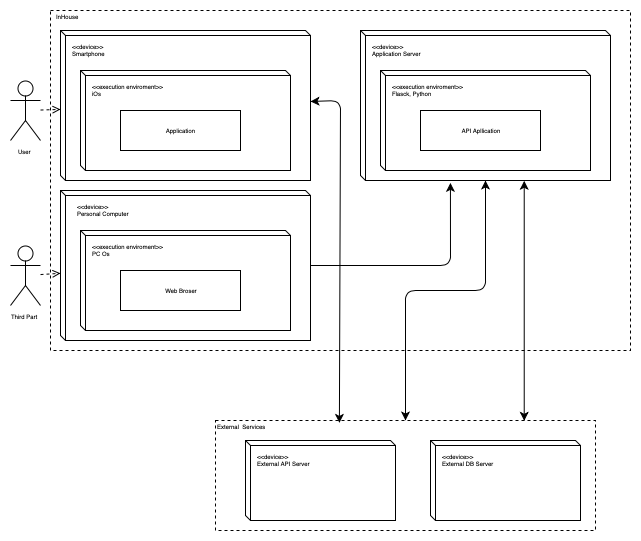 InHouse
<<device>>
Smartphone
<<execution enviroment>>
iOs
Application
<<device>>
Application Server
<<execution enviroment>>
Flasck, Python
API Apllication
User
<<device>>
Personal Computer
<<execution enviroment>>
PC Os
Web Broser
Third Part
External Services
<<device>>
External API Server
<<device>>
External DB Server